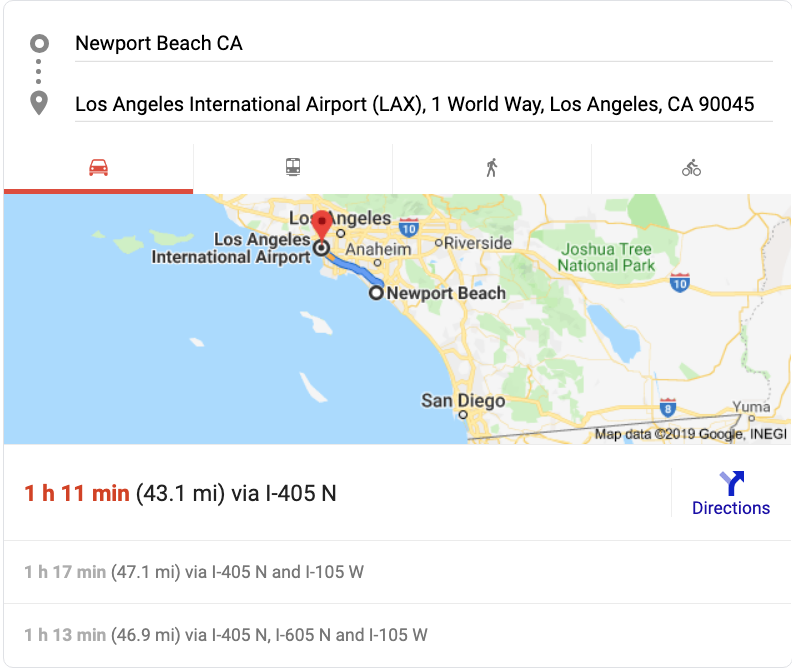 Newport Beach CA
Los Angeles International Airport (LAX), 1 World Way, Los Angeles, CA 90045
Los Angeles
10
Los Angeles
International Airport
Anaheim
Riverside
Joshua Tree
National Park
10
Newport Beach
San Diego
8
Yuma
Map data ©2019 Google, INEGI
1 h 11 min (43.1 mi) via I-405 N
Directions
1 h 17 min (47.1 mi) via I-405 N and I-105 W
1 h 13 min (46.9 mi) via I-405 N, I-605 N and I-105 W